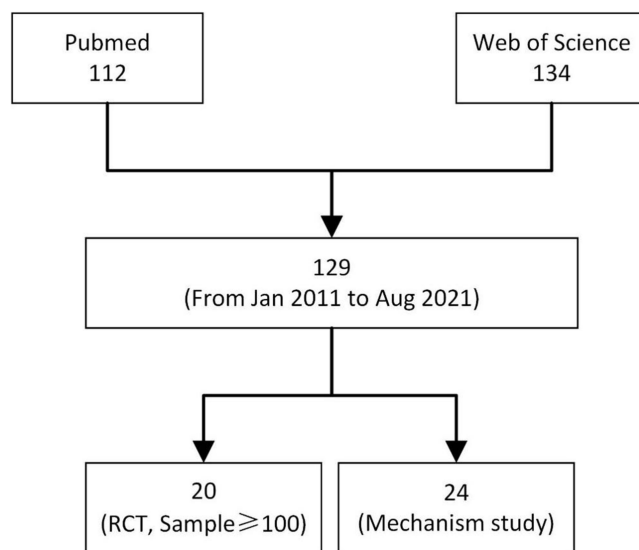 Pubmed
112
Web of Science
134
129
(From Jan 2011 to Aug 2021)
20
(RCT, Sample≥100)
24
(Mechanism study)